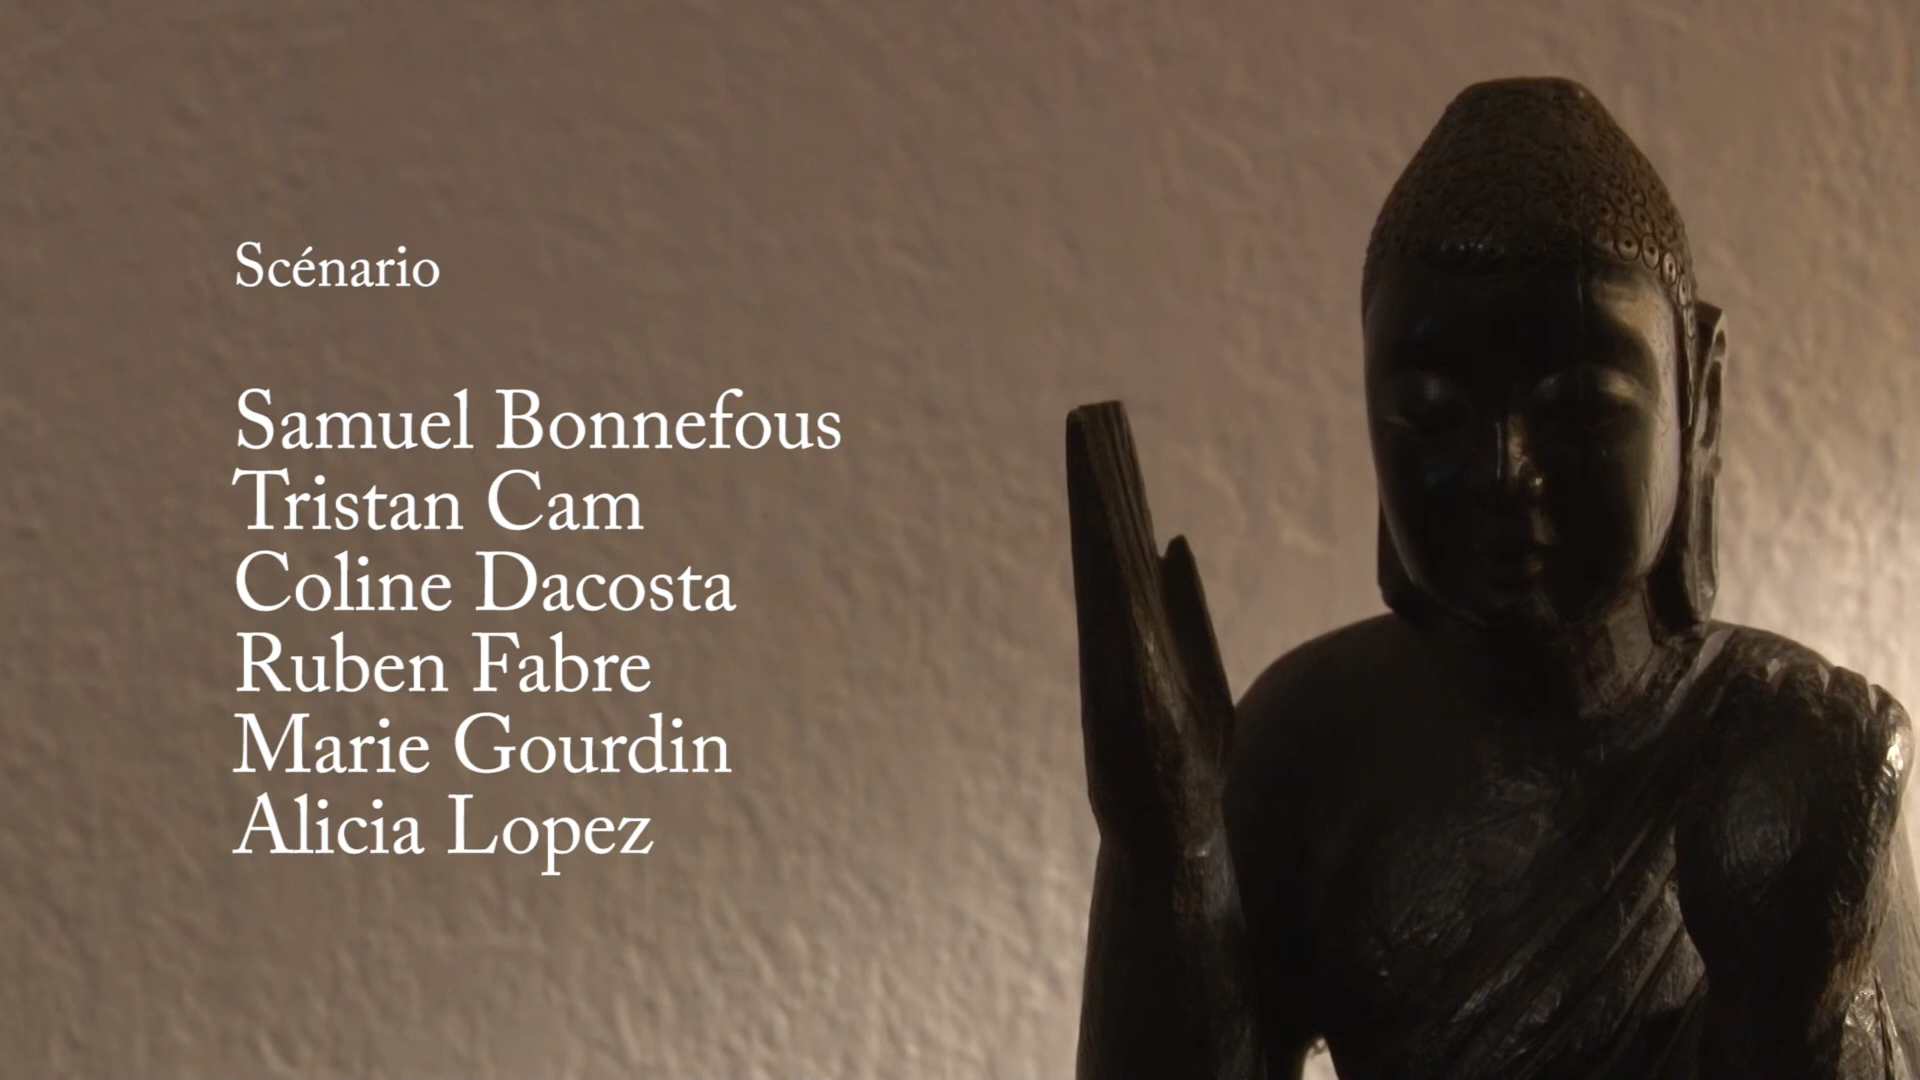 Scénario
Samuel Bonnefous
Tristan Cam
Coline Dacosta
Ruben Fabre
Marie Gourdin
Alicia Lopez